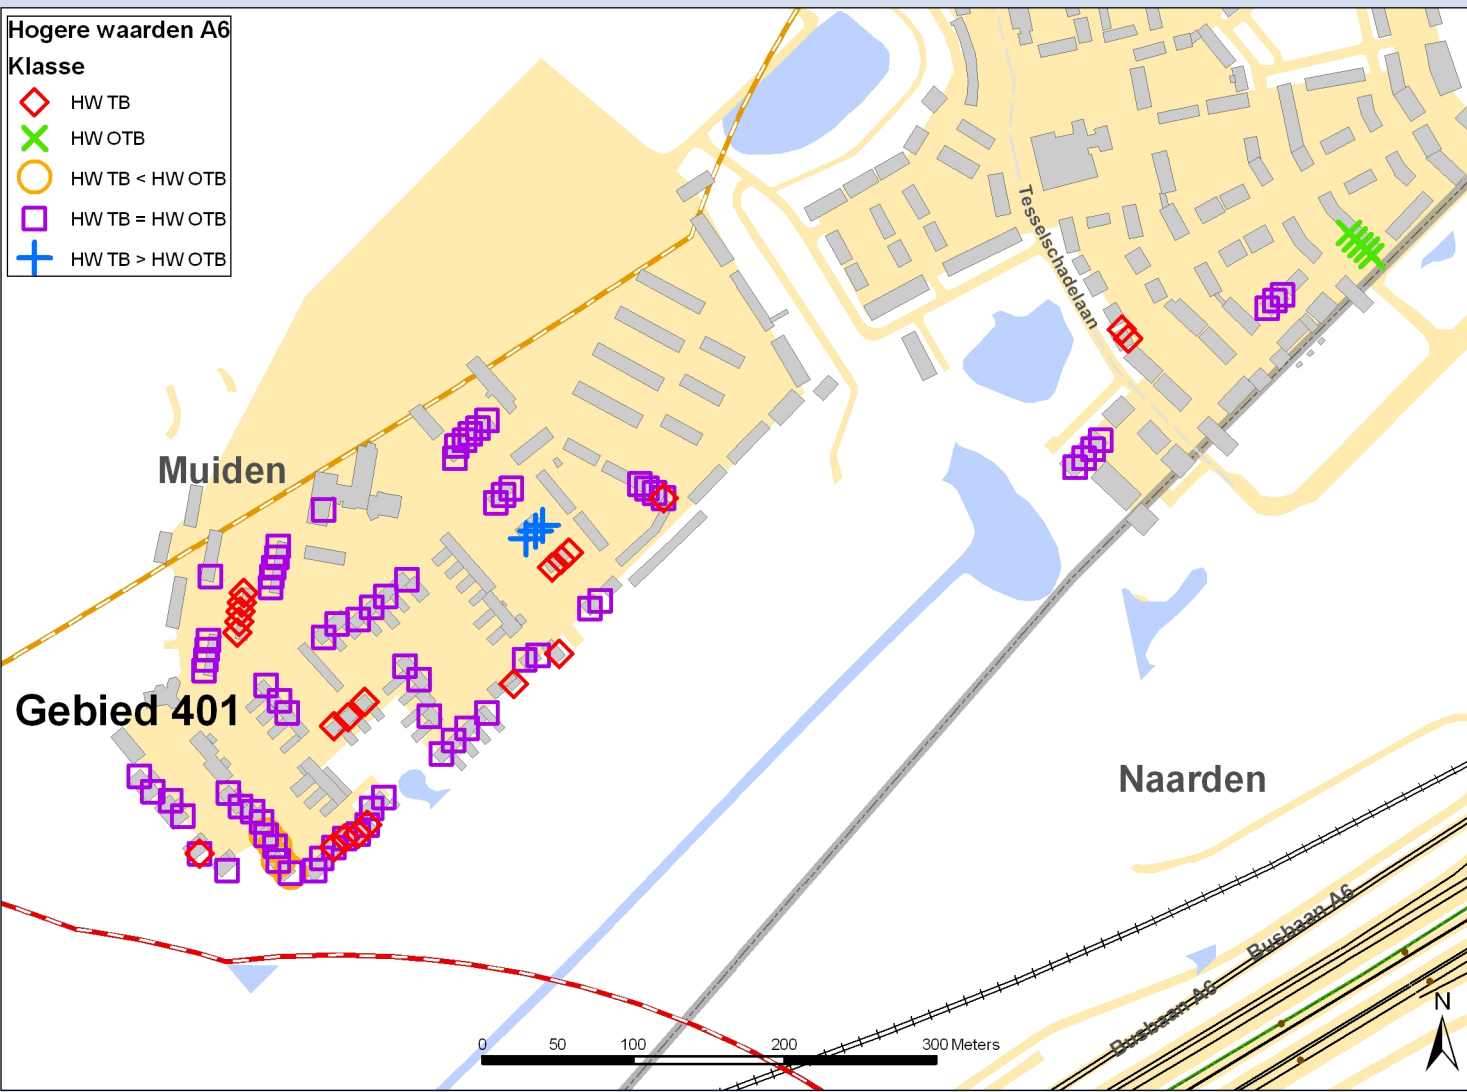 Hogere waarden A6
Klasse
HW TB
HW OTB
HW TB < HW OTB
HW TB = HW OTB
HW TB > HW OTB
Tesselschadelaan
Muiden
Gebied 401
Naarden
Busbaan A6
Busbaan A6
N
0 50 100 200 300 Meters